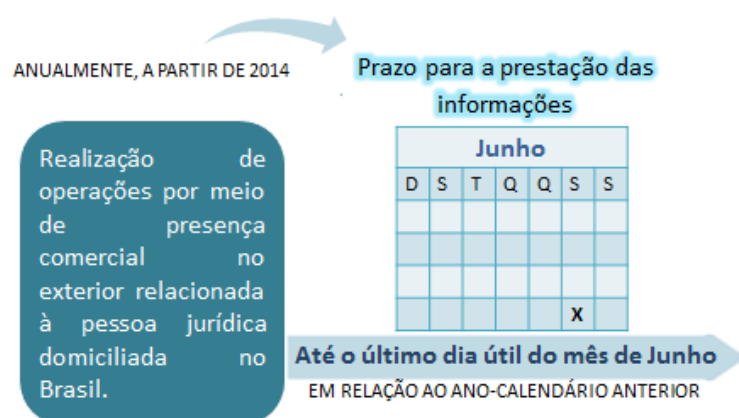 ANUALMENTE, A PARTIR DE 2014
Prazo para a prestação das
informações
Realização de
operações por meio
de presença
comercial no
exterior relacionada
à pessoa jurídica
domiciliada no
Brasil.
Junho
D S T Q Q S S
X
Até o último dia útil do mês de Junho
EM RELAÇÃO AO ANO-CALENDÁRIO ANTERIOR